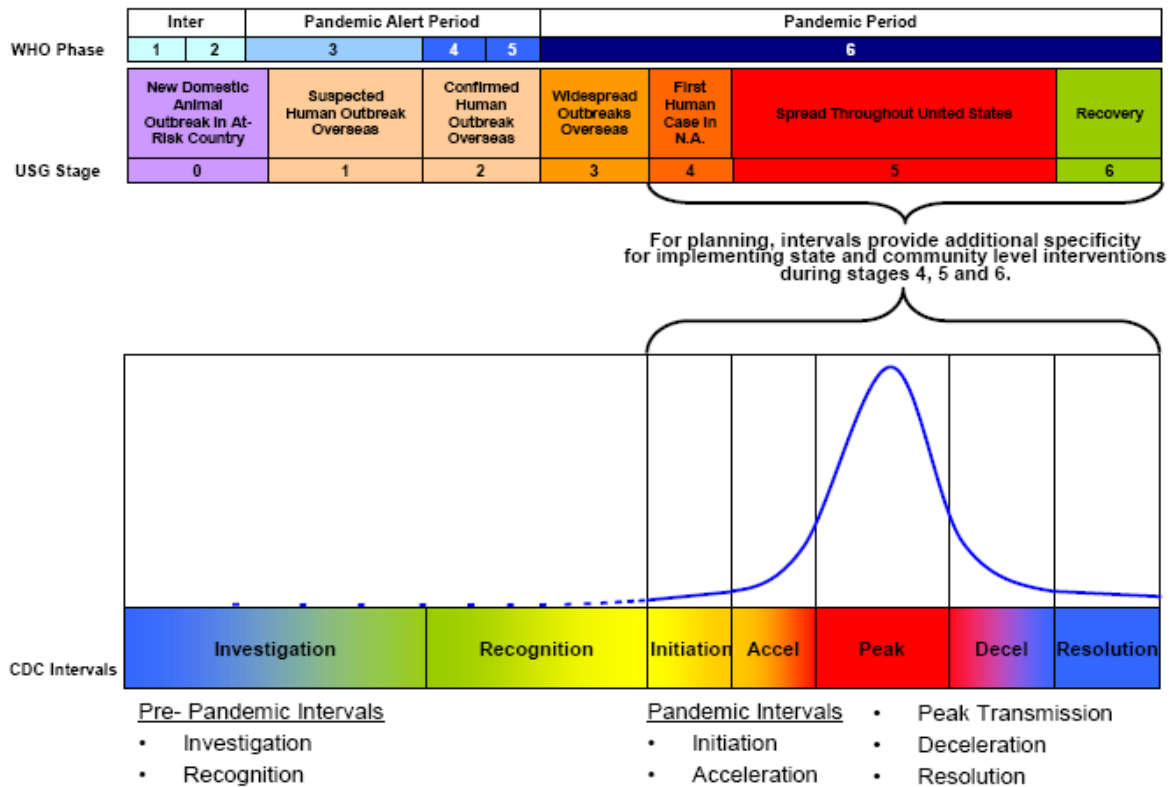 Inter Pandemic Alert Period Pandemic Period
WHO Phase 1 2 3 4 5 6
New Domestic Animal Outbreak In At-Risk Country
Suspected Human Outbreak Overseas
Confirmed Human Outbreak Overseas
Widespread Outbreaks Overseas
First Human Case in N.A.
Spread Throughout United States
Recovery
USG Stage 0 1 2 3 4 5 6
For planning, intervals provide additional specificity
for implementing state and community level interventions
during stages 4, 5 and 6.
CDC Intervals Investigation Recognition Initiation Accel Peak Decel Resolution
Pre- Pandemic Intervals
• Investigation
• Recognition
Pandemic Intervals
• Initiation
• Acceleration
• Peak Transmission
• Deceleration
• Resolution